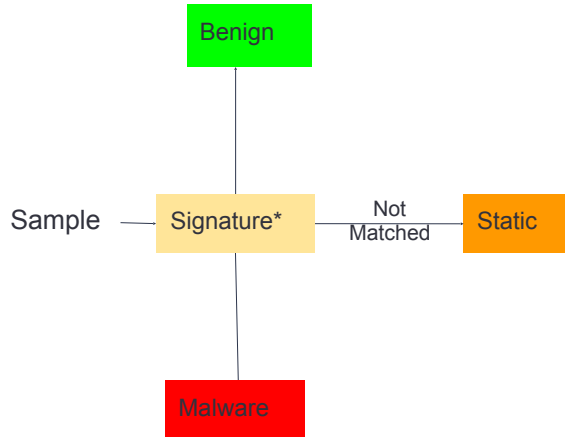 Benign
Sample
Signature*
Not
Matched
Static
Malware